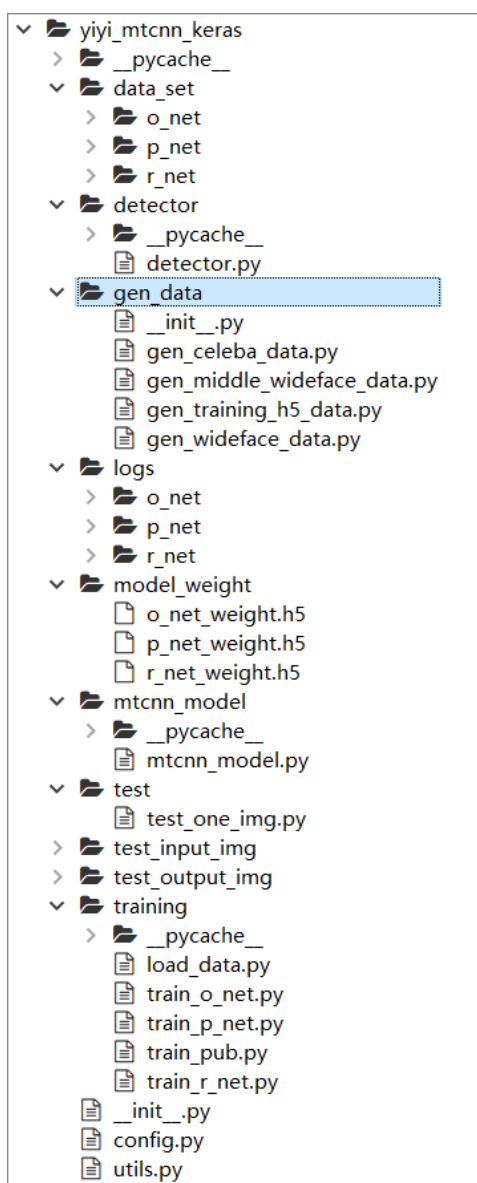 yiyi_mtcnn_keras
__pycache__
data_set
o_net
p_net
r_net
detector
__pycache__
detector.py
gen_data
__init__.py
gen_celeba_data.py
gen_middle_wideface_data.py
gen_training_h5_data.py
gen_wideface_data.py
logs
o_net
p_net
r_net
model_weight
o_net_weight.h5
p_net_weight.h5
r_net_weight.h5
mtcnn_model
__pycache__
mtcnn_model.py
test
test_one_img.py
test_input_img
test_output_img
training
__pycache__
load_data.py
train_o_net.py
train_p_net.py
train_pub.py
train_r_net.py
__init__.py
config.py
utils.py